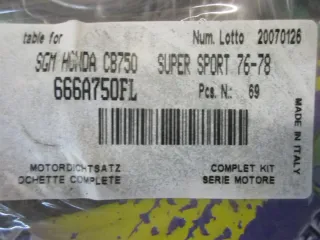 table for Num. Lotto 20070126
SGM HONDA CB750 SUPER SPORT 76-78
666A750FL Pcs. N.: 69
MADE IN ITALY
MOTORDICHTSATZ COMPLET KIT
OCHETTE COMPLETE SERIE MOTORE